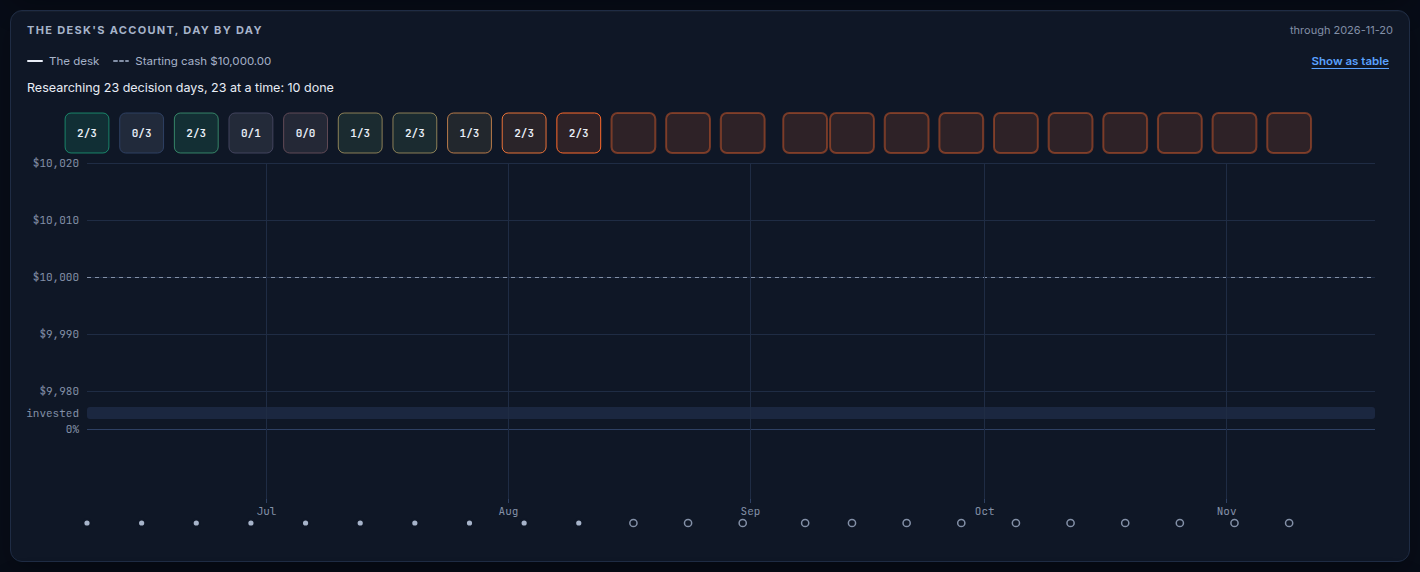 THE DESK'S ACCOUNT, DAY BY DAY through 2026-11-20
The desk Starting cash $10,000.00 Show as table
Researching 23 decision days, 23 at a time: 10 done
2/3 0/3 2/3 0/1 0/0 1/3 2/3 1/3 2/3 2/3
$10,020
$10,010
$10,000
$9,990
$9,980
invested
0%
Jul Aug Sep Oct Nov